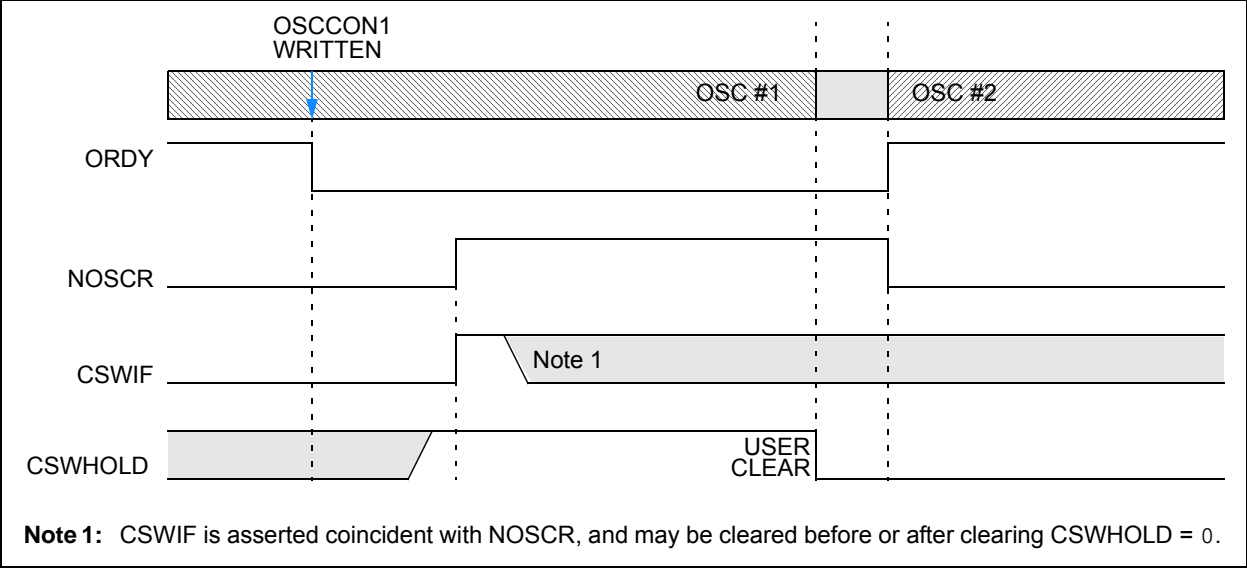 OSCCON1
WRITTEN
OSC #1
OSC #2
ORDY
NOSCR
CSWIF
Note 1
CSWHOLD
USER
CLEAR
Note 1: CSWIF is asserted coincident with NOSCR, and may be cleared before or after clearing CSWHOLD = 0.